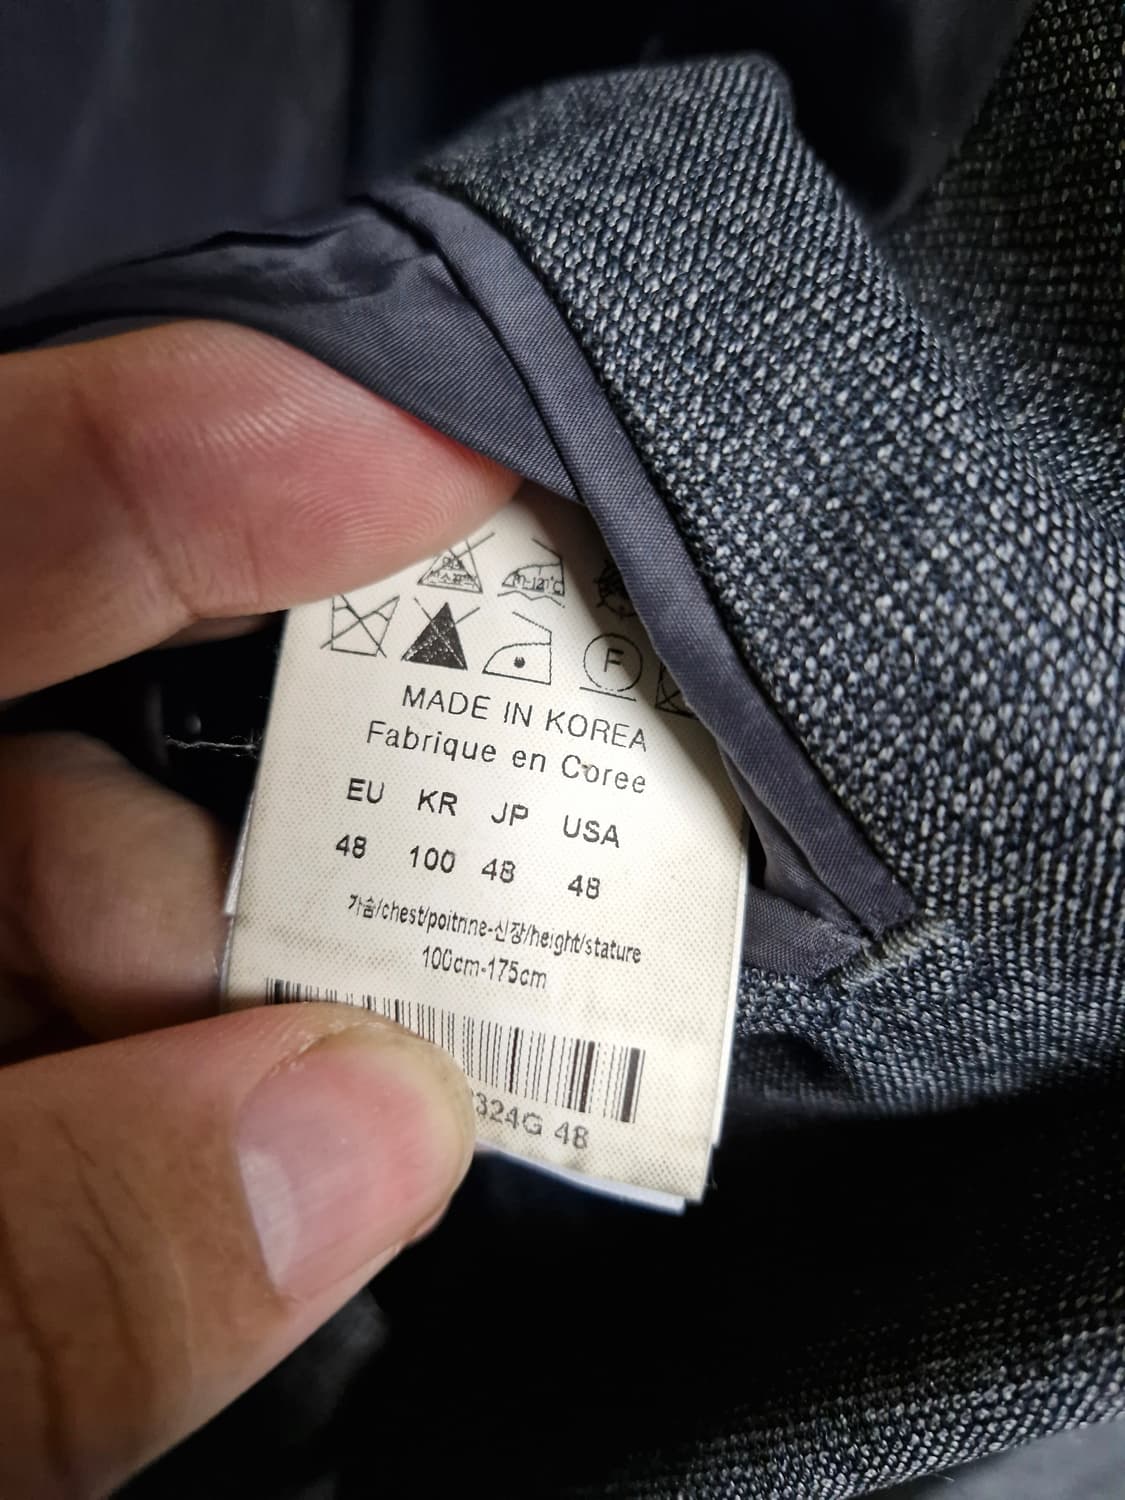 F
MADE IN KOREA
Fabrique en Coree
EU KR JP USA
48 100 48 48
가슴/chest/poitrine-신장/height/stature
100cm-175cm
324G 48